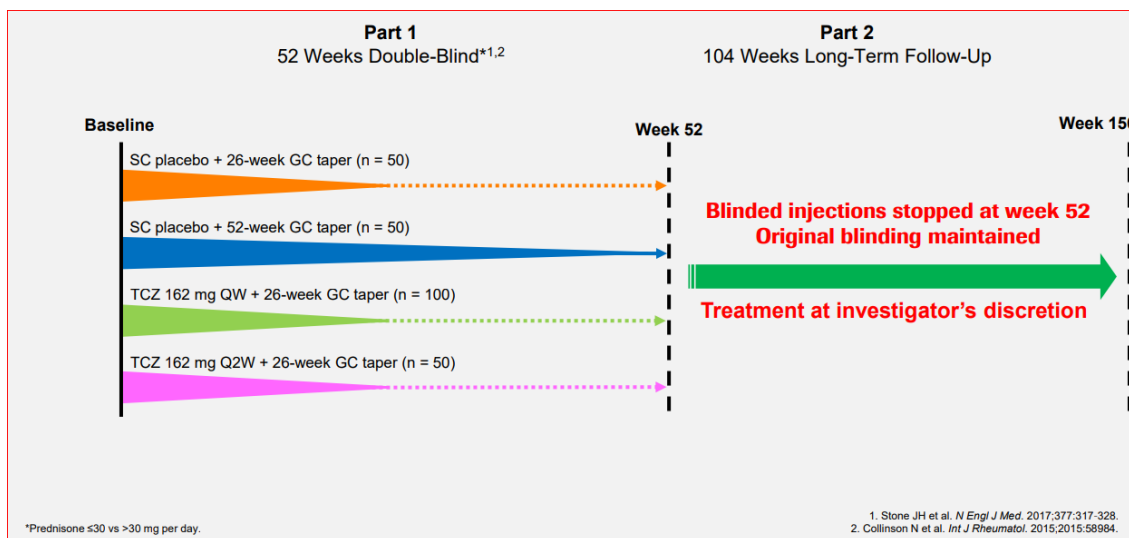 Part 1
52 Weeks Double-Blind*1,2
Part 2
104 Weeks Long-Term Follow-Up
Baseline
Week 52
Week 156
SC placebo + 26-week GC taper (n = 50)
SC placebo + 52-week GC taper (n = 50)
TCZ 162 mg QW + 26-week GC taper (n = 100)
TCZ 162 mg Q2W + 26-week GC taper (n = 50)
Blinded injections stopped at week 52
Original blinding maintained
Treatment at investigator's discretion
*Prednisone ≤30 vs >30 mg per day.
1. Stone JH et al. N Engl J Med. 2017;377:317-328.
2. Collinson N et al. Int J Rheumatol. 2015;2015:58984.